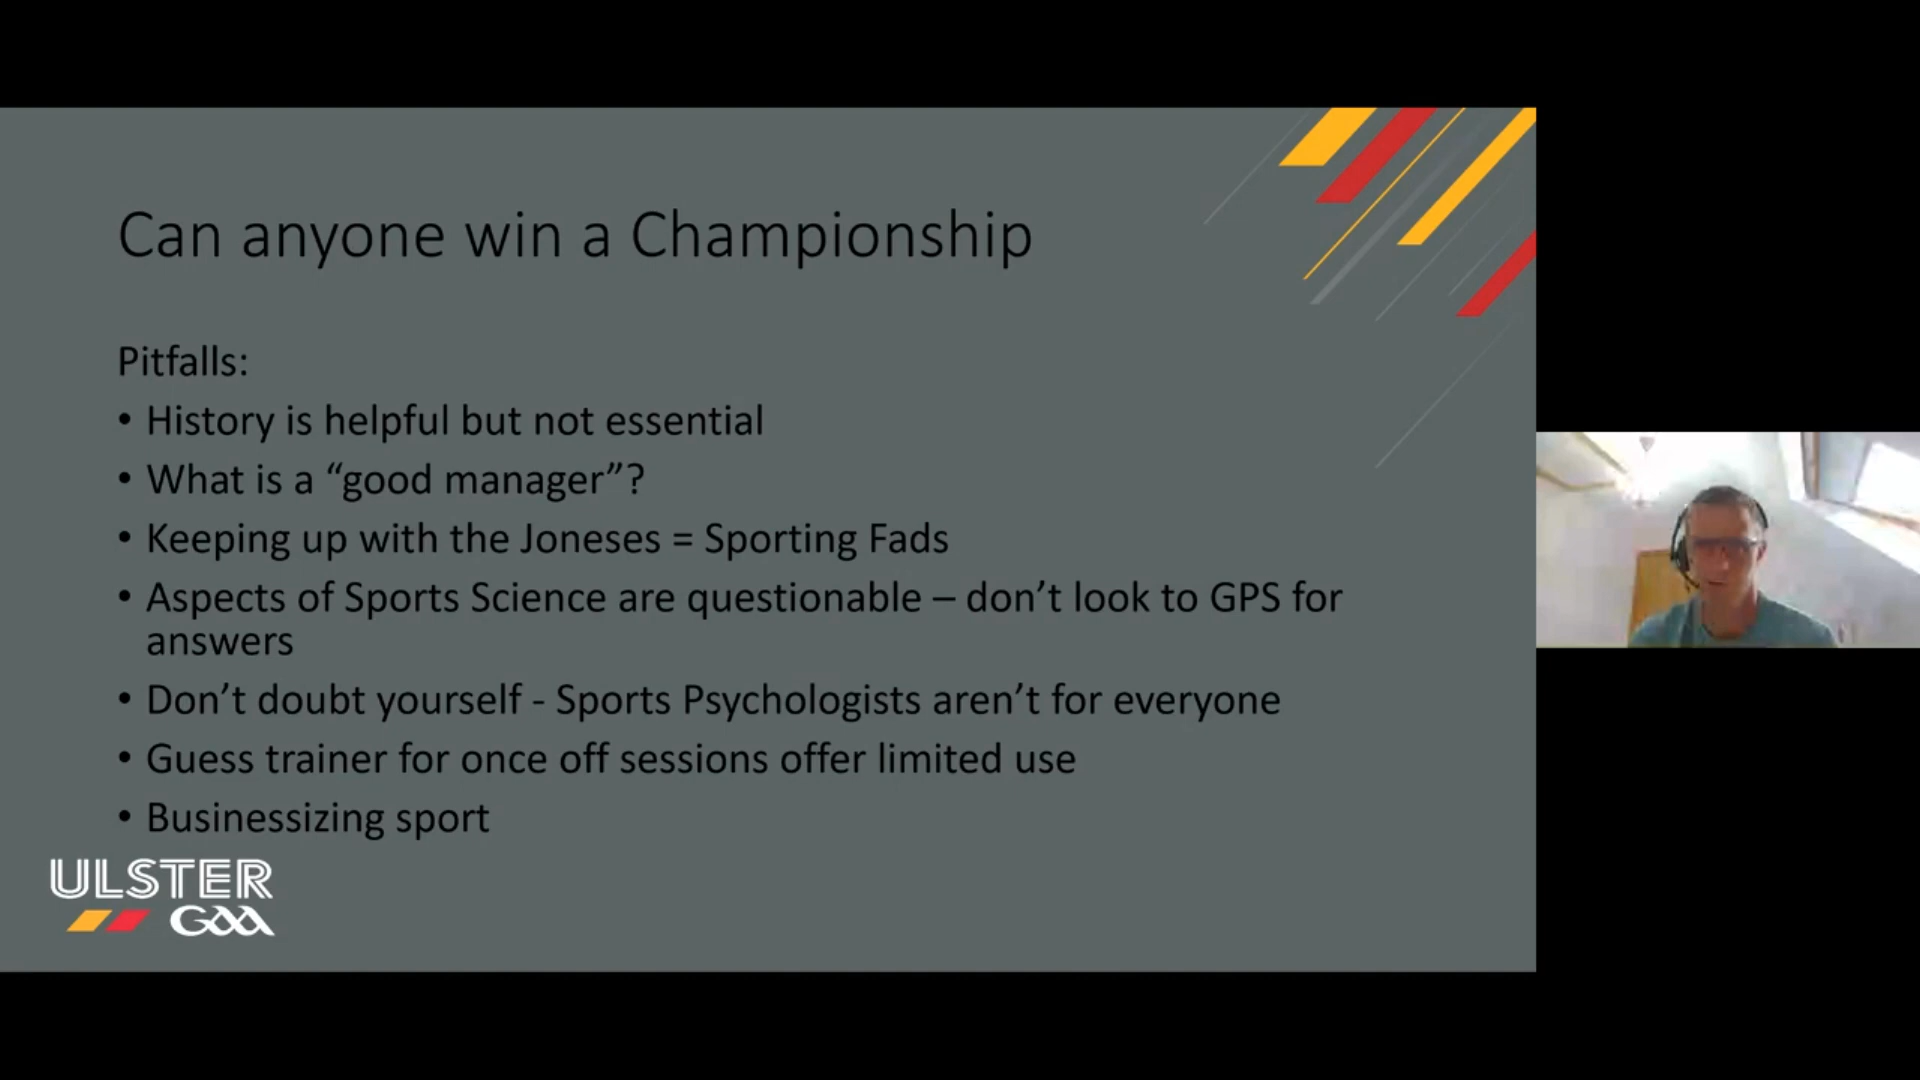 Can anyone win a Championship
Pitfalls:
• History is helpful but not essential
• What is a “good manager”?
• Keeping up with the Joneses = Sporting Fads
• Aspects of Sports Science are questionable – don’t look to GPS for
answers
• Don’t doubt yourself - Sports Psychologists aren’t for everyone
• Guess trainer for once off sessions offer limited use
• Businessizing sport
ULSTER
GAA